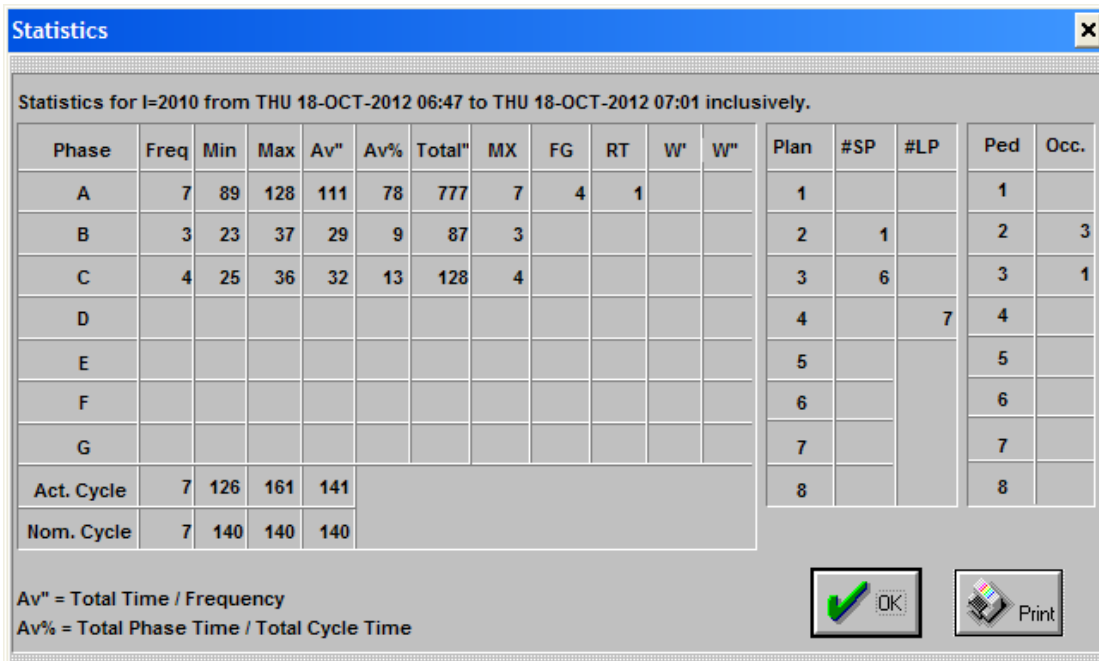 Statistics
Statistics for I=2010 from THU 18-OCT-2012 06:47 to THU 18-OCT-2012 07:01 inclusively.
Phase Freq Min Max Av" Av% Total" MX FG RT W' W" Plan #SP #LP Ped Occ.
A 7 89 128 111 78 777 7 4 1 1 1
B 3 23 37 29 9 87 3 2 1 2 3
C 4 25 36 32 13 128 4 3 6 3 1
D 4 7 4
E 5 5
F 6 6
G 7 7
Act. Cycle 7 126 161 141 8 8
Nom. Cycle 7 140 140 140
Av" = Total Time / Frequency
Av% = Total Phase Time / Total Cycle Time
OK Print